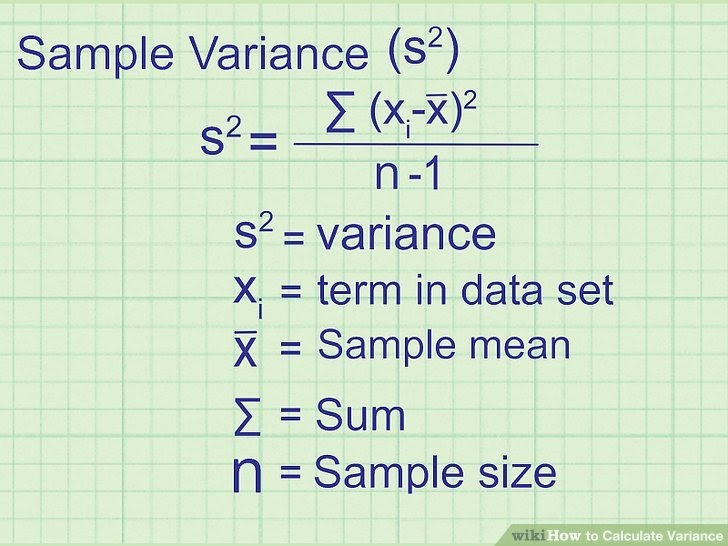 Sample Variance (s²)
s² = ∑ (xᵢ-x̅)² / n -1
s² = variance
xᵢ = term in data set
x̅ = Sample mean
∑ = Sum
n = Sample size
wikiHow to Calculate Variance